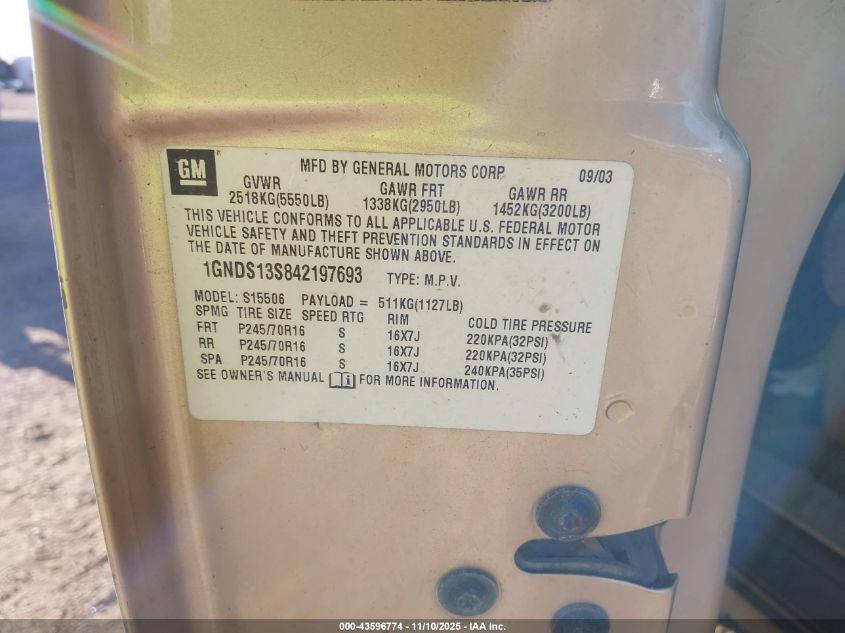 GM
MFD BY GENERAL MOTORS CORP 09/03
GVWR GAWR FRT GAWR RR
2518KG(5550LB) 1338KG(2950LB) 1452KG(3200LB)
THIS VEHICLE CONFORMS TO ALL APPLICABLE U.S. FEDERAL MOTOR
VEHICLE SAFETY AND THEFT PREVENTION STANDARDS IN EFFECT ON
THE DATE OF MANUFACTURE SHOWN ABOVE.
1GNDS13S842197693 TYPE: M.P.V.
MODEL: S15506 PAYLOAD = 511KG(1127LB)
SPMG TIRE SIZE SPEED RTG RIM COLD TIRE PRESSURE
FRT P245/70R16 S 16X7J 220KPA(32PSI)
RR P245/70R16 S 16X7J 220KPA(32PSI)
SPA P245/70R16 S 16X7J 240KPA(35PSI)
SEE OWNER'S MANUAL FOR MORE INFORMATION.
000-43596774 - 11/10/2025 - IAA Inc.